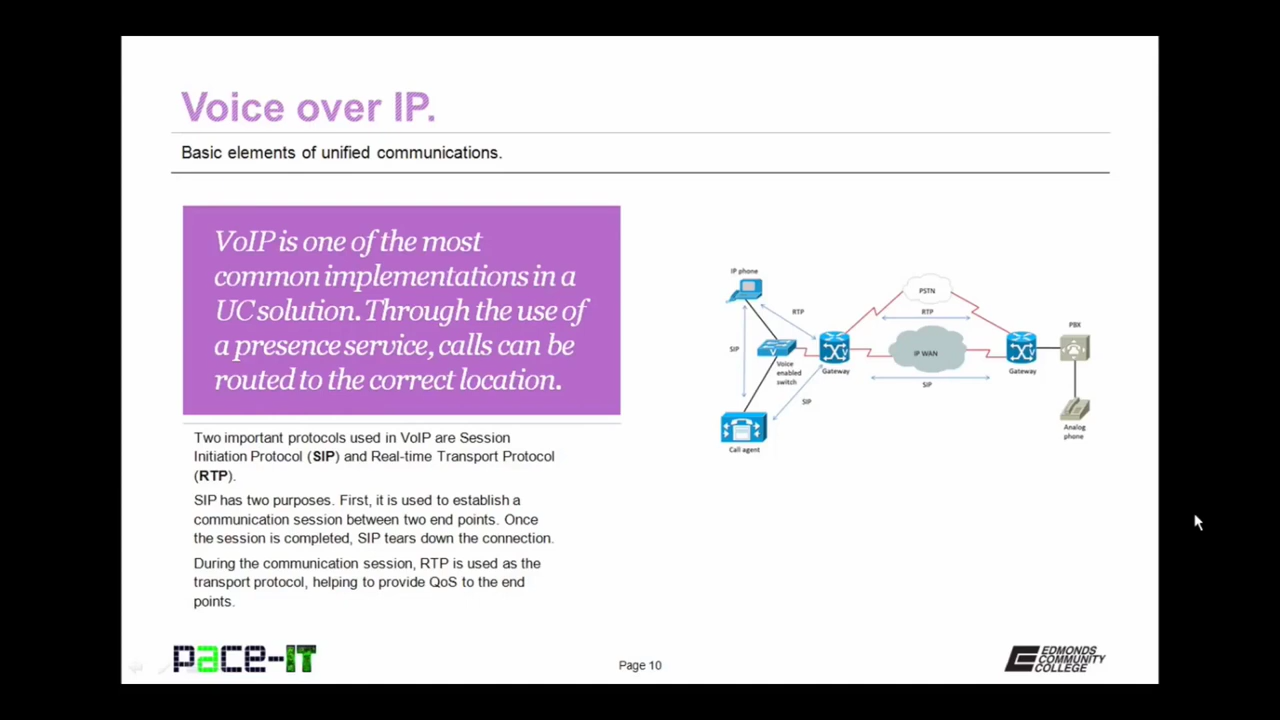 Voice over IP.
Basic elements of unified communications.
VoIP is one of the most
common implementations in a
UC solution. Through the use of
a presence service, calls can be
routed to the correct location.
Two important protocols used in VoIP are Session
Initiation Protocol (SIP) and Real-time Transport Protocol
(RTP).
SIP has two purposes. First, it is used to establish a
communication session between two end points. Once
the session is completed, SIP tears down the connection.
During the communication session, RTP is used as the
transport protocol, helping to provide QoS to the end
points.
IP phone
RTP
SIP
Voice
enabled
switch
SIP
Call agent
Gateway
PSTN
RTP
IP WAN
SIP
Gateway
PBX
Analog
phone
pace-IT
Page 10
EDMONDS
COMMUNITY
COLLEGE